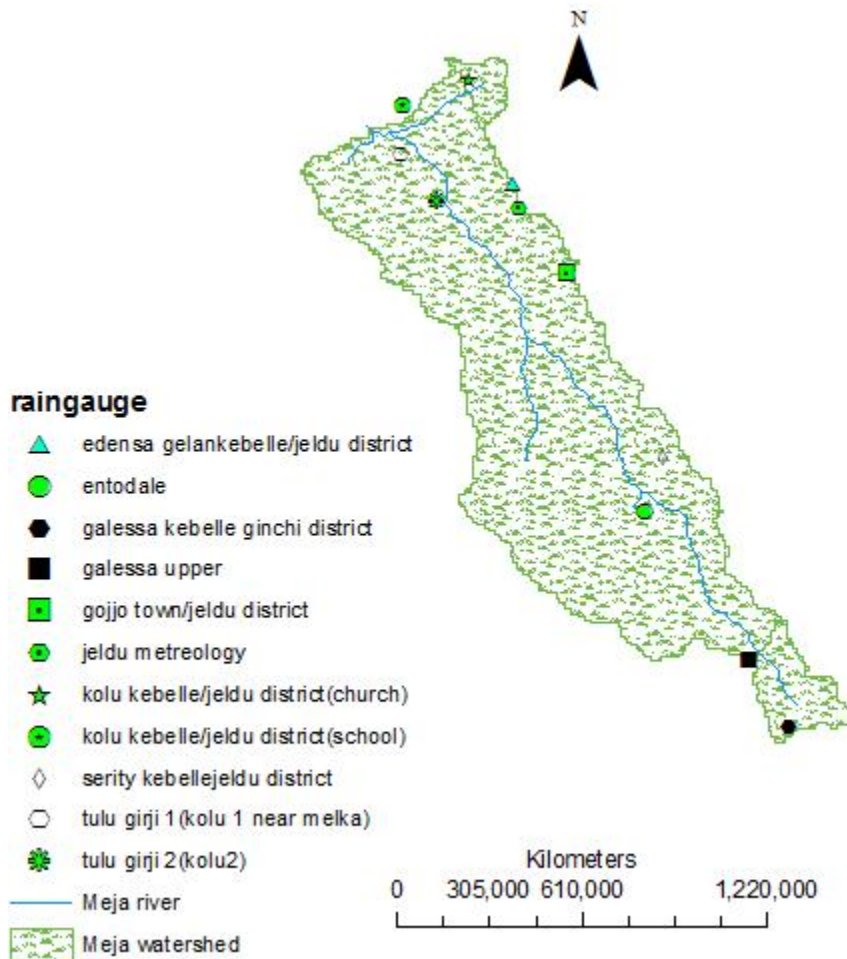 N
raingauge
edensa gelankebelle/jeldu district
entodale
galessa kebelle ginchi district
galessa upper
gojjo town/jeldu district
jeldu metreology
kolu kebelle/jeldu district(church)
kolu kebelle/jeldu district(school)
serity kebellejeldu district
tulu girji 1(kolu 1 near melka)
tulu girji 2(kolu2)
Meja river
Meja watershed
Kilometers
0 305,000 610,000 1,220,000